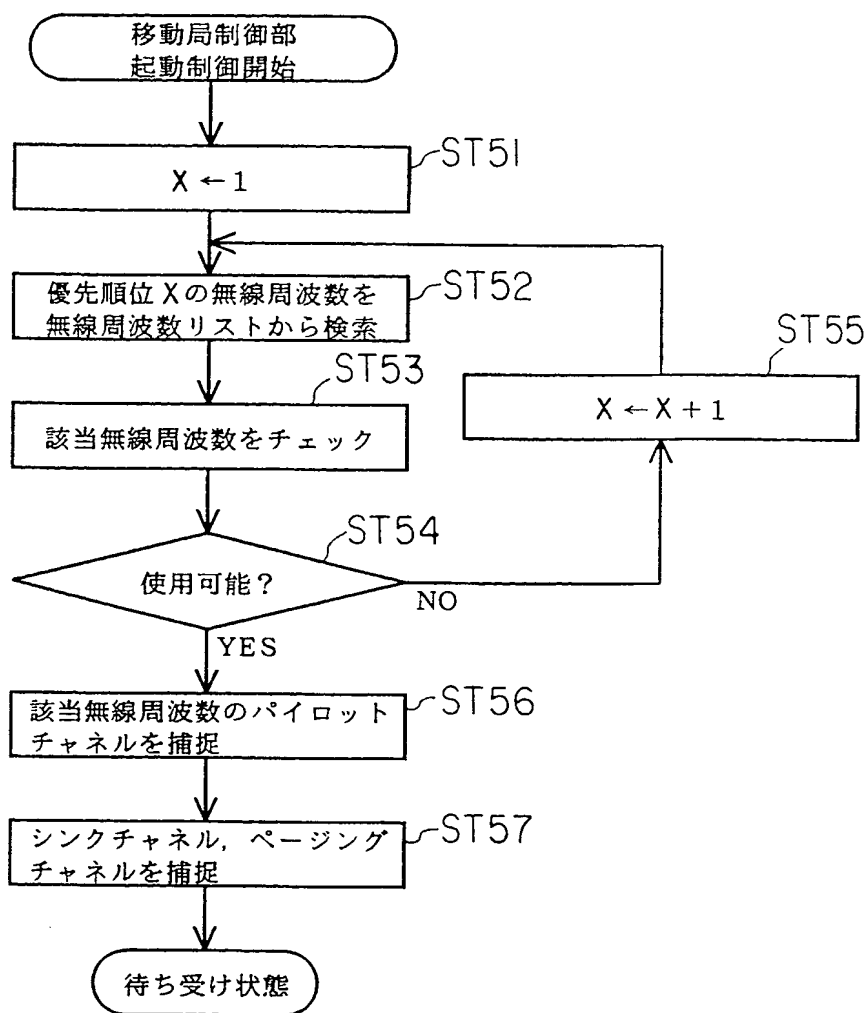 移動局制御部
起動制御開始
X←1
ST51
優先順位Xの無線周波数を
無線周波数リストから検索
ST52
ST53
該当無線周波数をチェック
ST54
使用可能?
NO
YES
ST55
X←X+1
ST56
該当無線周波数のパイロット
チャネルを捕捉
ST57
シンクチャネル,ページング
チャネルを捕捉
待ち受け状態